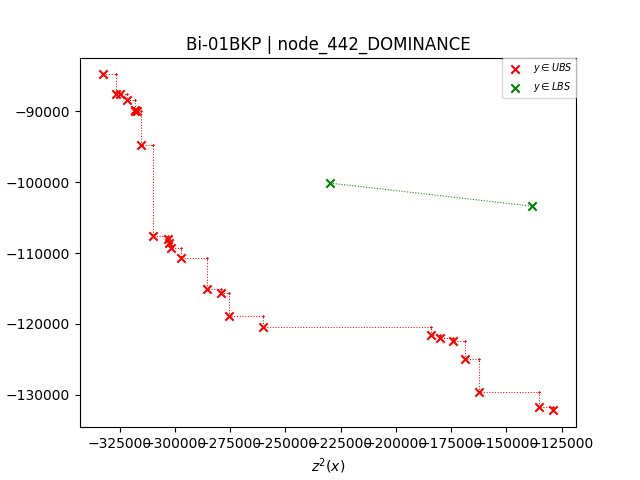 Bi-01BKP | node_442_DOMINANCE
y ∈ UBS
y ∈ LBS
−90000
−100000
−110000
−120000
−130000
−325000−300000−275000−250000−225000−200000−175000−150000−125000
z²(x)